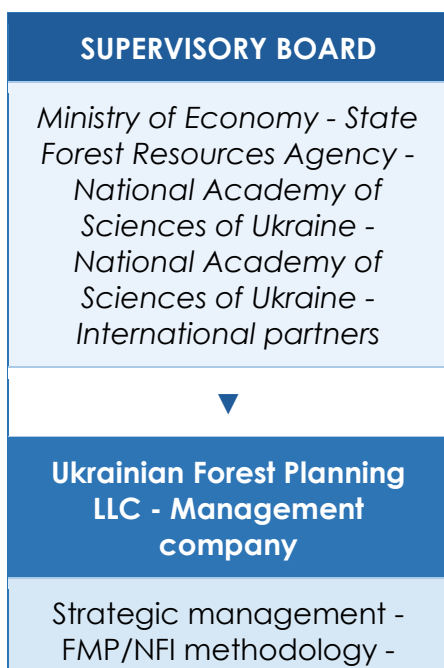 SUPERVISORY BOARD
Ministry of Economy - State
Forest Resources Agency -
National Academy of
Sciences of Ukraine -
National Academy of
Sciences of Ukraine -
International partners
▼
Ukrainian Forest Planning
LLC - Management
company
Strategic management -
FMP/NFI methodology -